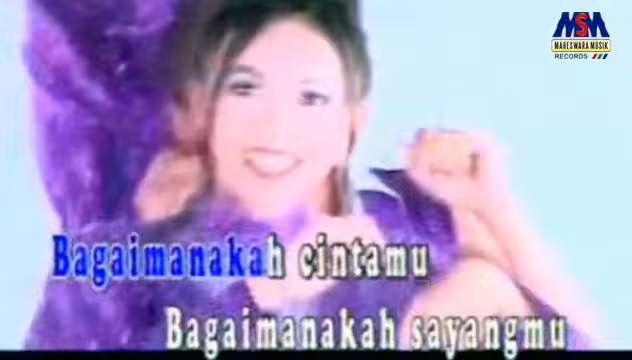 MSM
MAHESWARA MUSIK
RECORDS
Bagaimanakah cintamu
Bagaimanakah sayangmu